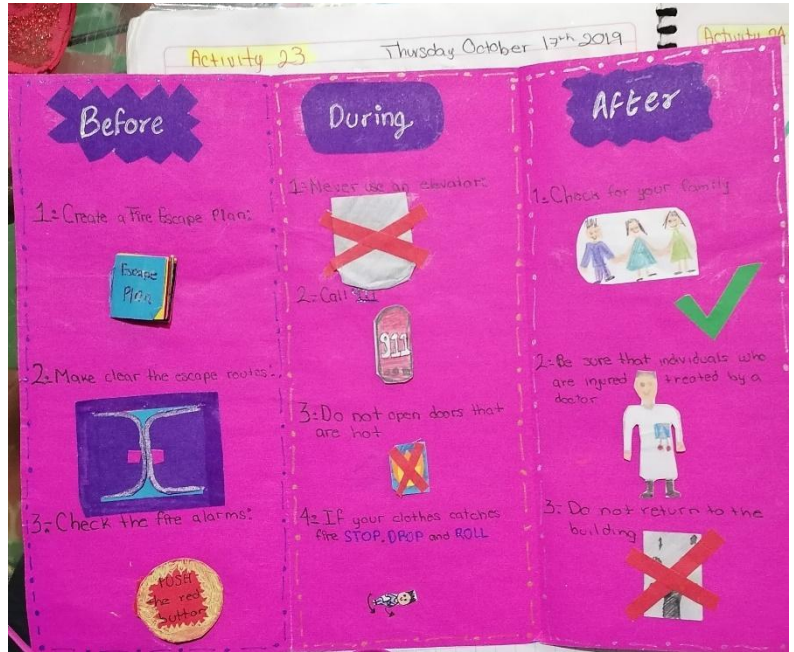 Activity 23
Thursday October 17th 2019
Activity 24
Before
1= Create a Fire Escape Plan:
Escape
Plan
2= Make clear the escape routes:
3= Check the fire alarms:
PUSH
the red
button
During
1= Never use an elevator:
2= Call 911
911
3= Do not open doors that
are hot
4= If your clothes catches
fire STOP, DROP and ROLL
After
1= Check for your family
2= Be sure that individuals who
are injured treated by a
doctor
3= Do not return to the
building